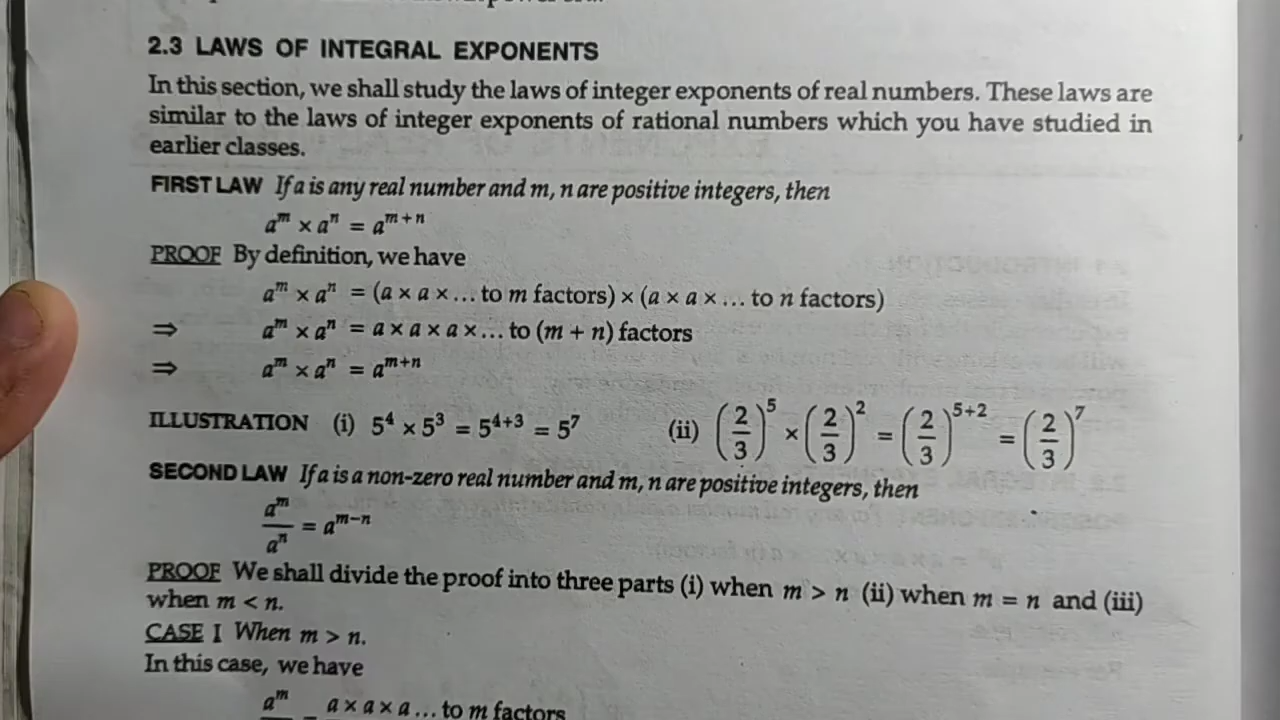 2.3 LAWS OF INTEGRAL EXPONENTS
In this section, we shall study the laws of integer exponents of real numbers. These laws are
similar to the laws of integer exponents of rational numbers which you have studied in
earlier classes.
FIRST LAW If a is any real number and m, n are positive integers, then
a^m × a^n = a^{m+n}
PROOF By definition, we have
a^m × a^n = (a × a × ... to m factors) × (a × a × ... to n factors)
⇒ a^m × a^n = a × a × a × ... to (m + n) factors
⇒ a^m × a^n = a^{m+n}
ILLUSTRATION (i) 5^4 × 5^3 = 5^{4+3} = 5^7 (ii) (2/3)^5 × (2/3)^2 = (2/3)^{5+2} = (2/3)^7
SECOND LAW If a is a non-zero real number and m, n are positive integers, then
a^m / a^n = a^{m-n}
PROOF We shall divide the proof into three parts (i) when m > n (ii) when m = n and (iii)
when m < n.
CASE I When m > n.
In this case, we have
a^m = a × a × a ... to m factors